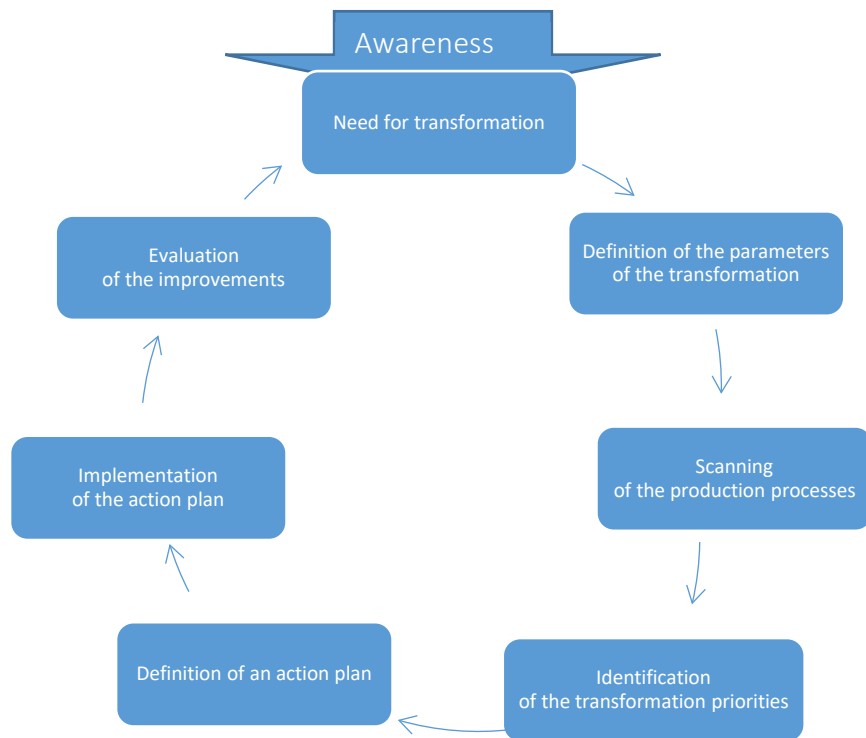 Awareness
Need for transformation
Definition of the parameters
of the transformation
Scanning
of the production processes
Identification
of the transformation priorities
Definition of an action plan
Implementation
of the action plan
Evaluation
of the improvements